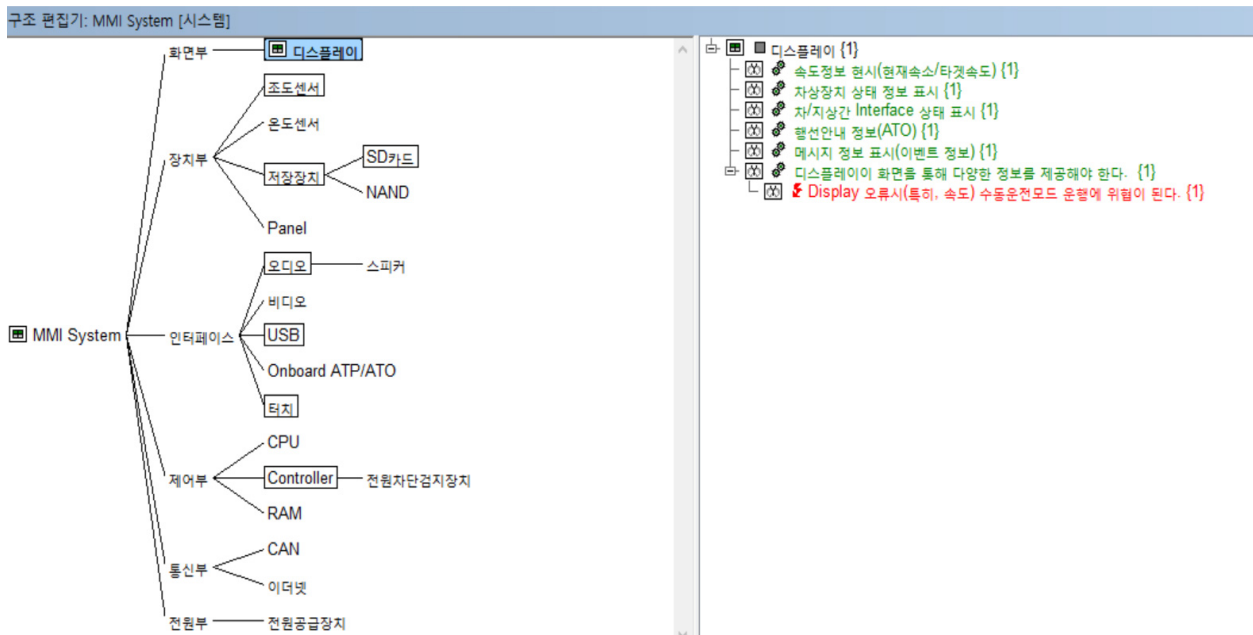 구조 편집기: MMI System [시스템]
화면부
디스플레이
조도센서
온도센서
장치부
SD카드
저장장치
NAND
Panel
오디오
스피커
비디오
MMI System
인터페이스
USB
Onboard ATP/ATO
터치
CPU
제어부
Controller
전원차단검지장치
RAM
CAN
통신부
이더넷
전원부
전원공급장치
디스플레이 {1}
속도정보 현시(현재속소/타겟속도) {1}
차상장치 상태 정보 표시 {1}
차/지상간 Interface 상태 표시 {1}
행선안내 정보(ATO) {1}
메시지 정보 표시(이벤트 정보) {1}
디스플레이이 화면을 통해 다양한 정보를 제공해야 한다. {1}
Display 오류시(특히, 속도) 수동운전모드 운행에 위협이 된다. {1}